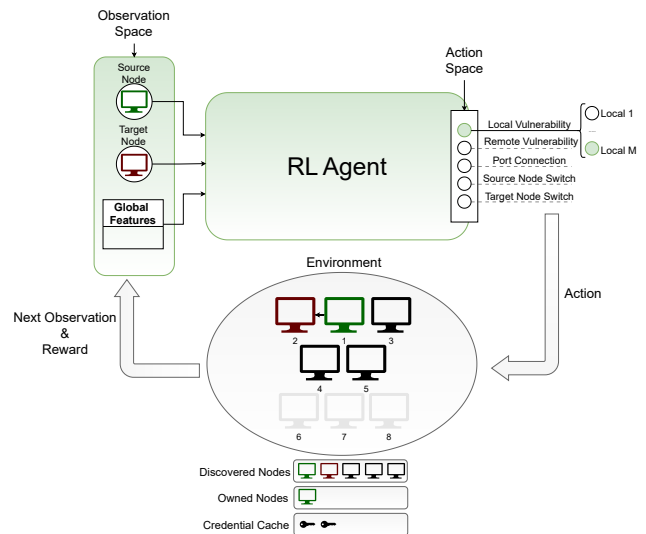 Observation
Space
Source
Node
Target
Node
Global
Features
RL Agent
Action
Space
Local Vulnerability
Remote Vulnerability
Port Connection
Source Node Switch
Target Node Switch
Local 1
...
Local M
Action
Environment
2
1
3
4
5
6
7
8
Next Observation
&
Reward
Discovered Nodes
Owned Nodes
Credential Cache